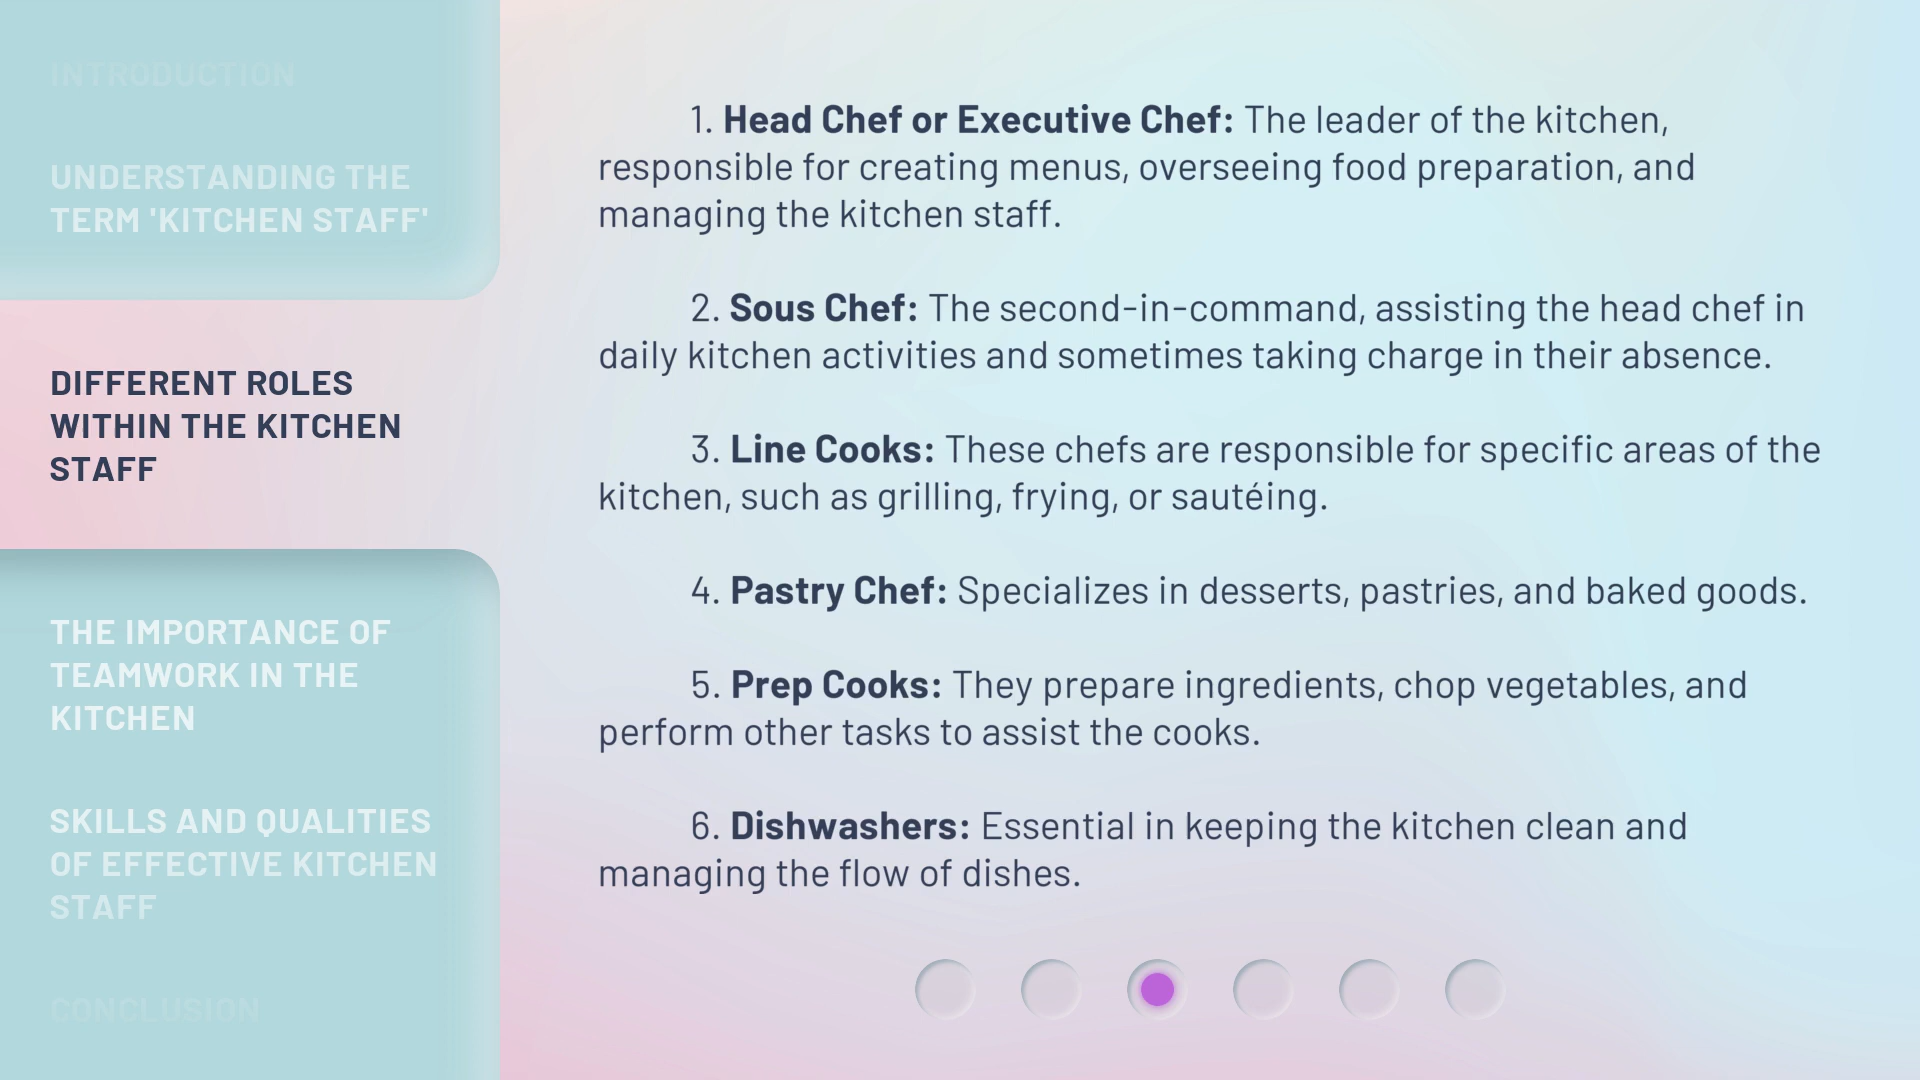 INTRODUCTION
UNDERSTANDING THE
TERM 'KITCHEN STAFF'
DIFFERENT ROLES
WITHIN THE KITCHEN
STAFF
THE IMPORTANCE OF
TEAMWORK IN THE
KITCHEN
SKILLS AND QUALITIES
OF EFFECTIVE KITCHEN
STAFF
CONCLUSION
1. Head Chef or Executive Chef: The leader of the kitchen,
responsible for creating menus, overseeing food preparation, and
managing the kitchen staff.
2. Sous Chef: The second-in-command, assisting the head chef in
daily kitchen activities and sometimes taking charge in their absence.
3. Line Cooks: These chefs are responsible for specific areas of the
kitchen, such as grilling, frying, or sautéing.
4. Pastry Chef: Specializes in desserts, pastries, and baked goods.
5. Prep Cooks: They prepare ingredients, chop vegetables, and
perform other tasks to assist the cooks.
6. Dishwashers: Essential in keeping the kitchen clean and
managing the flow of dishes.